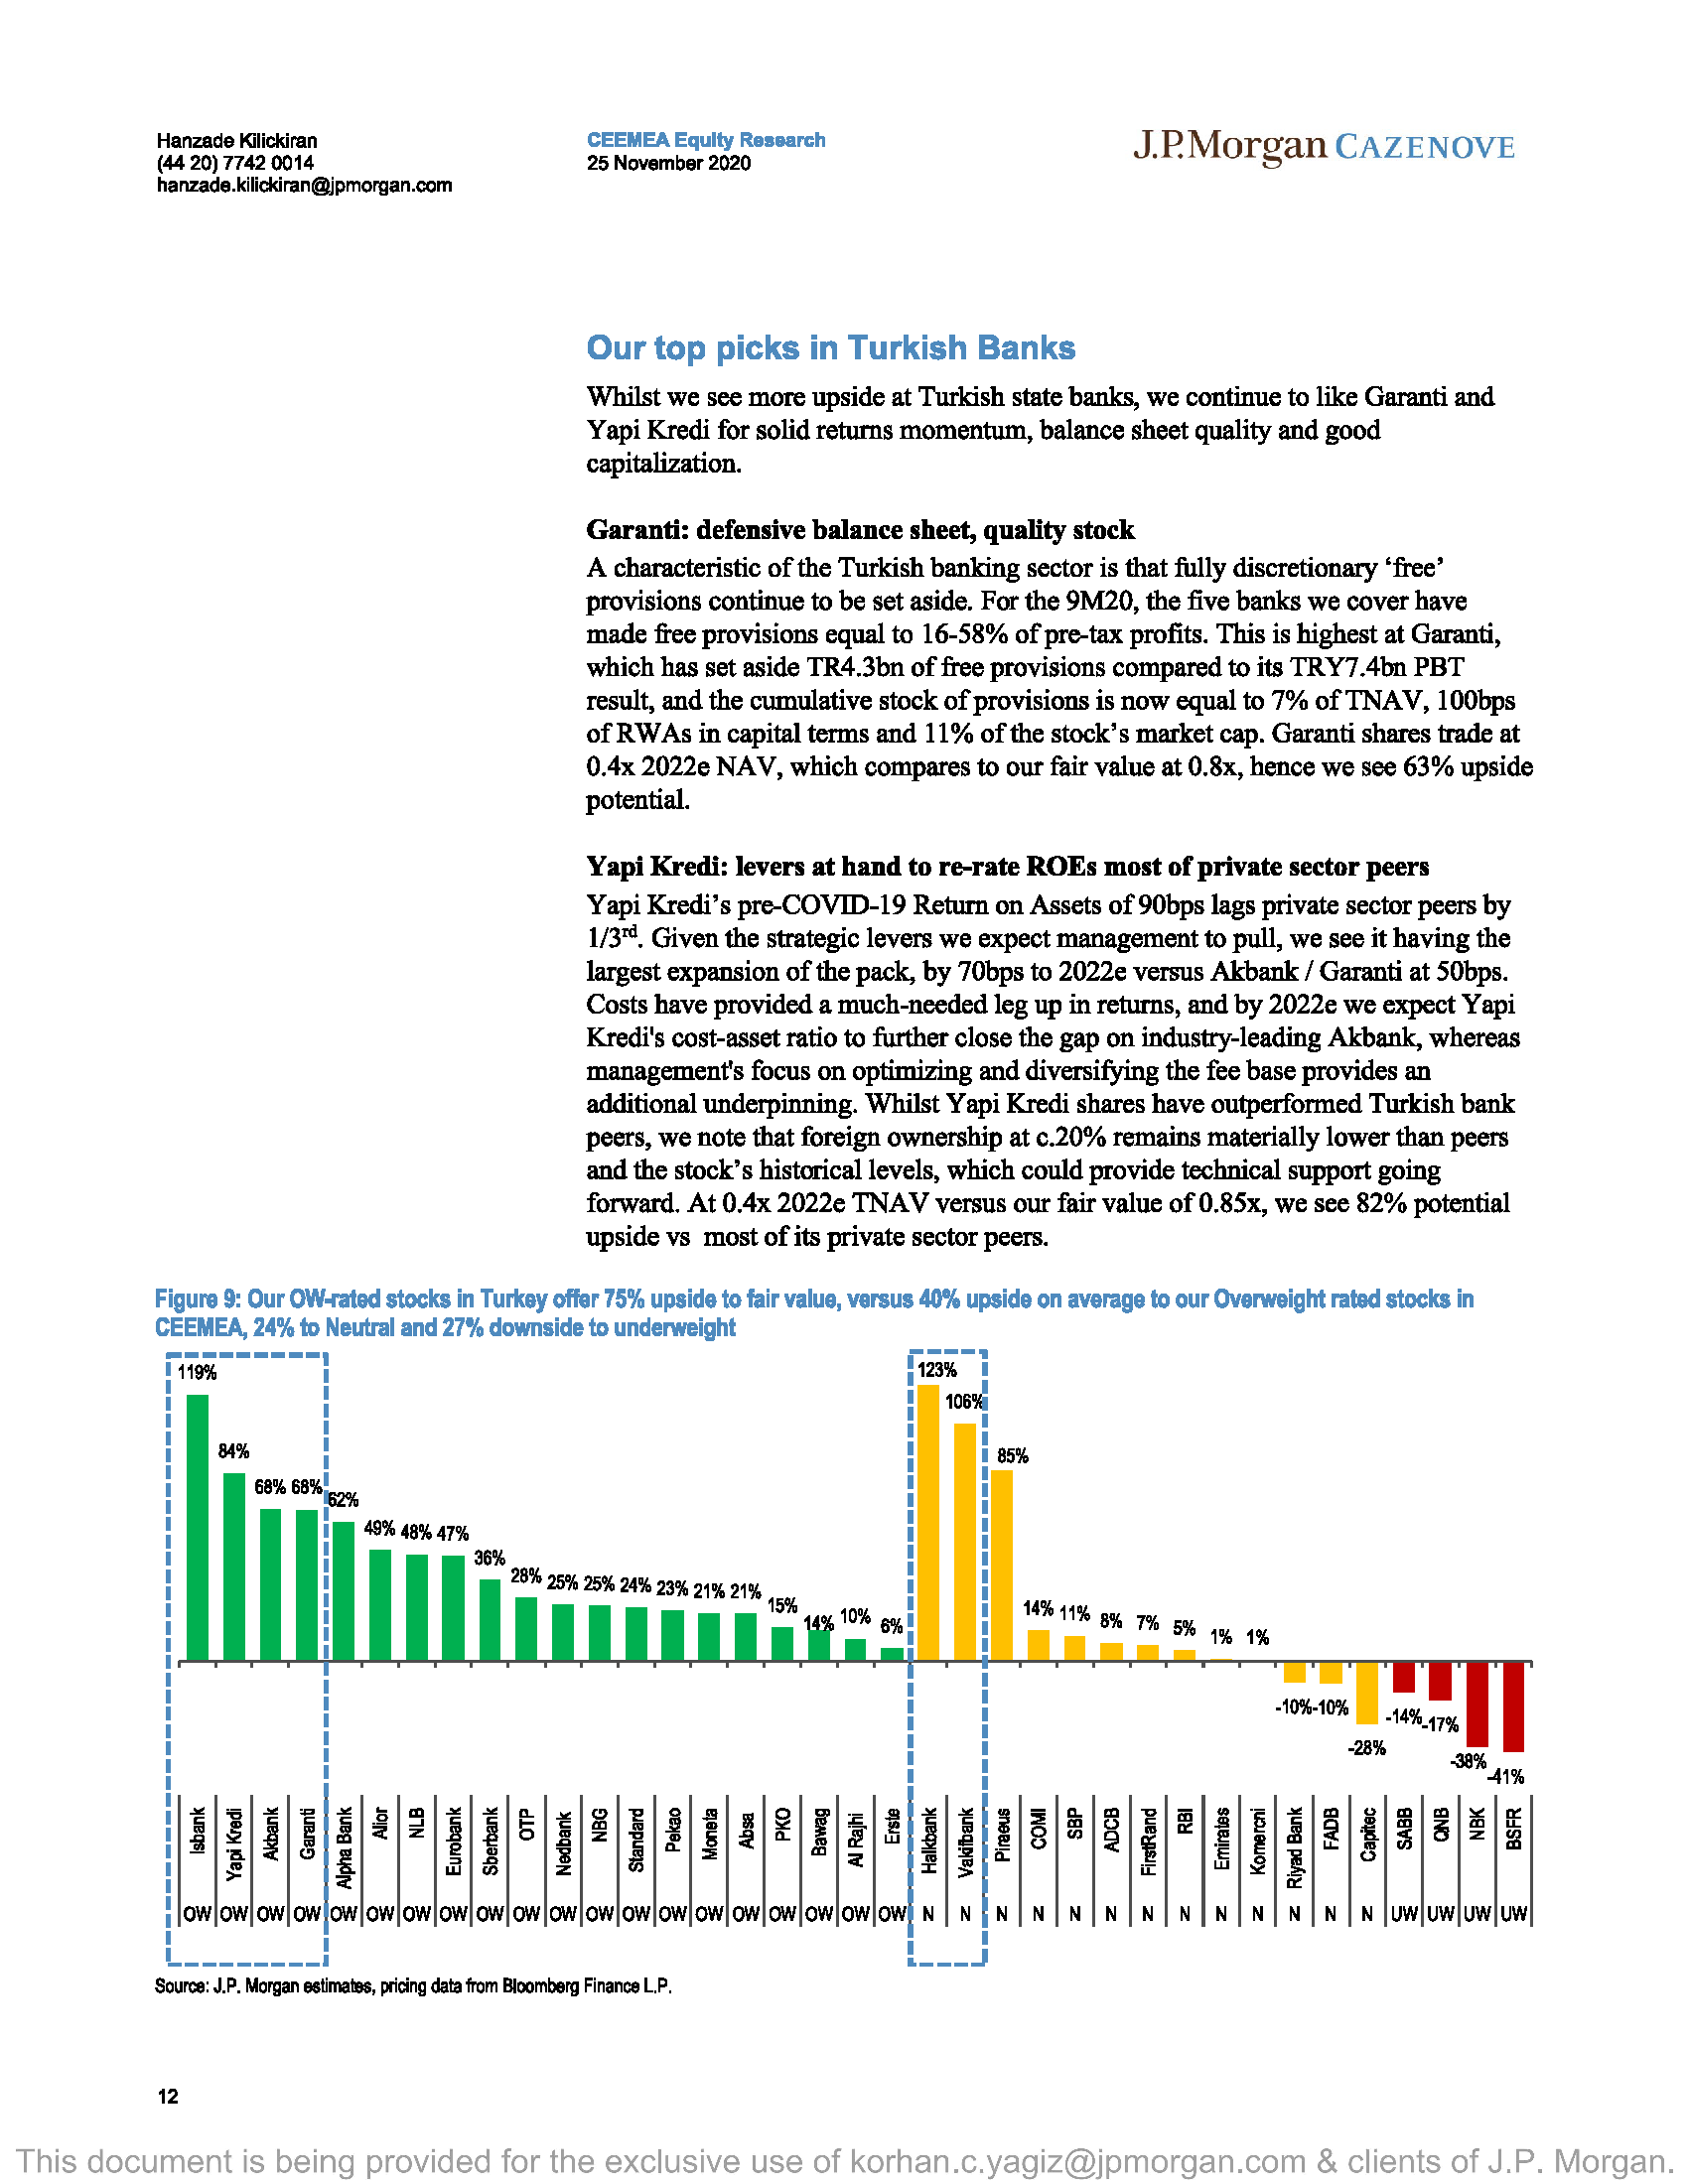 Hanzade Kilickiran
(44 20) 7742 0014
hanzade.kilickiran@jpmorgan.com
CEEMEA Equity Research
25 November 2020
J.P.Morgan CAZENOVE
Our top picks in Turkish Banks
Whilst we see more upside at Turkish state banks, we continue to like Garanti and
Yapi Kredi for solid returns momentum, balance sheet quality and good
capitalization.
Garanti: defensive balance sheet, quality stock
A characteristic of the Turkish banking sector is that fully discretionary ‘free’
provisions continue to be set aside. For the 9M20, the five banks we cover have
made free provisions equal to 16-58% of pre-tax profits. This is highest at Garanti,
which has set aside TR4.3bn of free provisions compared to its TRY7.4bn PBT
result, and the cumulative stock of provisions is now equal to 7% of TNAV, 100bps
of RWAs in capital terms and 11% of the stock’s market cap. Garanti shares trade at
0.4x 2022e NAV, which compares to our fair value at 0.8x, hence we see 63% upside
potential.
Yapi Kredi: levers at hand to re-rate ROEs most of private sector peers
Yapi Kredi’s pre-COVID-19 Return on Assets of 90bps lags private sector peers by
1/3rd. Given the strategic levers we expect management to pull, we see it having the
largest expansion of the pack, by 70bps to 2022e versus Akbank / Garanti at 50bps.
Costs have provided a much-needed leg up in returns, and by 2022e we expect Yapi
Kredi's cost-asset ratio to further close the gap on industry-leading Akbank, whereas
management's focus on optimizing and diversifying the fee base provides an
additional underpinning. Whilst Yapi Kredi shares have outperformed Turkish bank
peers, we note that foreign ownership at c.20% remains materially lower than peers
and the stock’s historical levels, which could provide technical support going
forward. At 0.4x 2022e TNAV versus our fair value of 0.85x, we see 82% potential
upside vs most of its private sector peers.
Figure 9: Our OW-rated stocks in Turkey offer 75% upside to fair value, versus 40% upside on average to our Overweight rated stocks in
CEEMEA, 24% to Neutral and 27% downside to underweight
119% 84% 68% 68% 62% 49% 48% 47% 36% 28% 25% 25% 24% 23% 21% 21% 15% 14% 10% 6% 123% 106% 85% 14% 11% 8% 7% 5% 1% 1% -10% -10% -28% -14% -17% -38% -41%
Isbank Yapi Kredi Akbank Garanti Alpha Bank Alior NLB Eurobank Sberbank OTP Nedbank NBG Standard Pekao Moneta Absa PKO Bawag Al Rajhi Erste Halkbank Vakifbank Piraeus COMI SBP ADCB FirstRand RBI Emirates Komercni Riyad Bank FADB Capitec SABB QNB NBK BSFR
OW OW OW OW OW OW OW OW OW OW OW OW OW OW OW OW OW OW OW OW N N N N N N N N N N N N N UW UW UW UW
Source: J.P. Morgan estimates, pricing data from Bloomberg Finance L.P.
12
This document is being provided for the exclusive use of korhan.c.yagiz@jpmorgan.com & clients of J.P. Morgan.